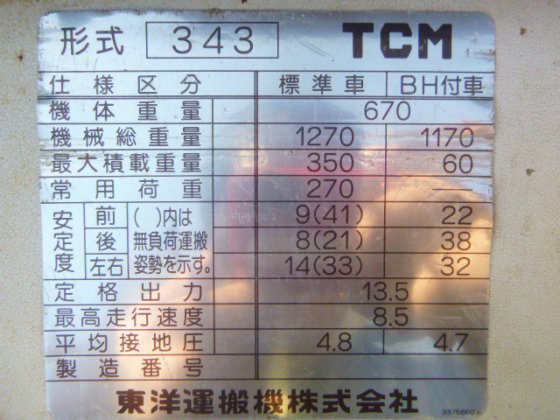 形式 343 TCM
仕様区分 標準車 BH付車
機体重量 670
機械総重量 1270 1170
最大積載重量 350 60
常用荷重 270 —
安定度 前 ( )内は 9(41) 22
後 無負荷運搬 8(21) 38
左右 姿勢を示す。 14(33) 32
定格出力 13.5
最高走行速度 8.5
平均接地圧 4.8 4.7
製造番号
東洋運搬機株式会社